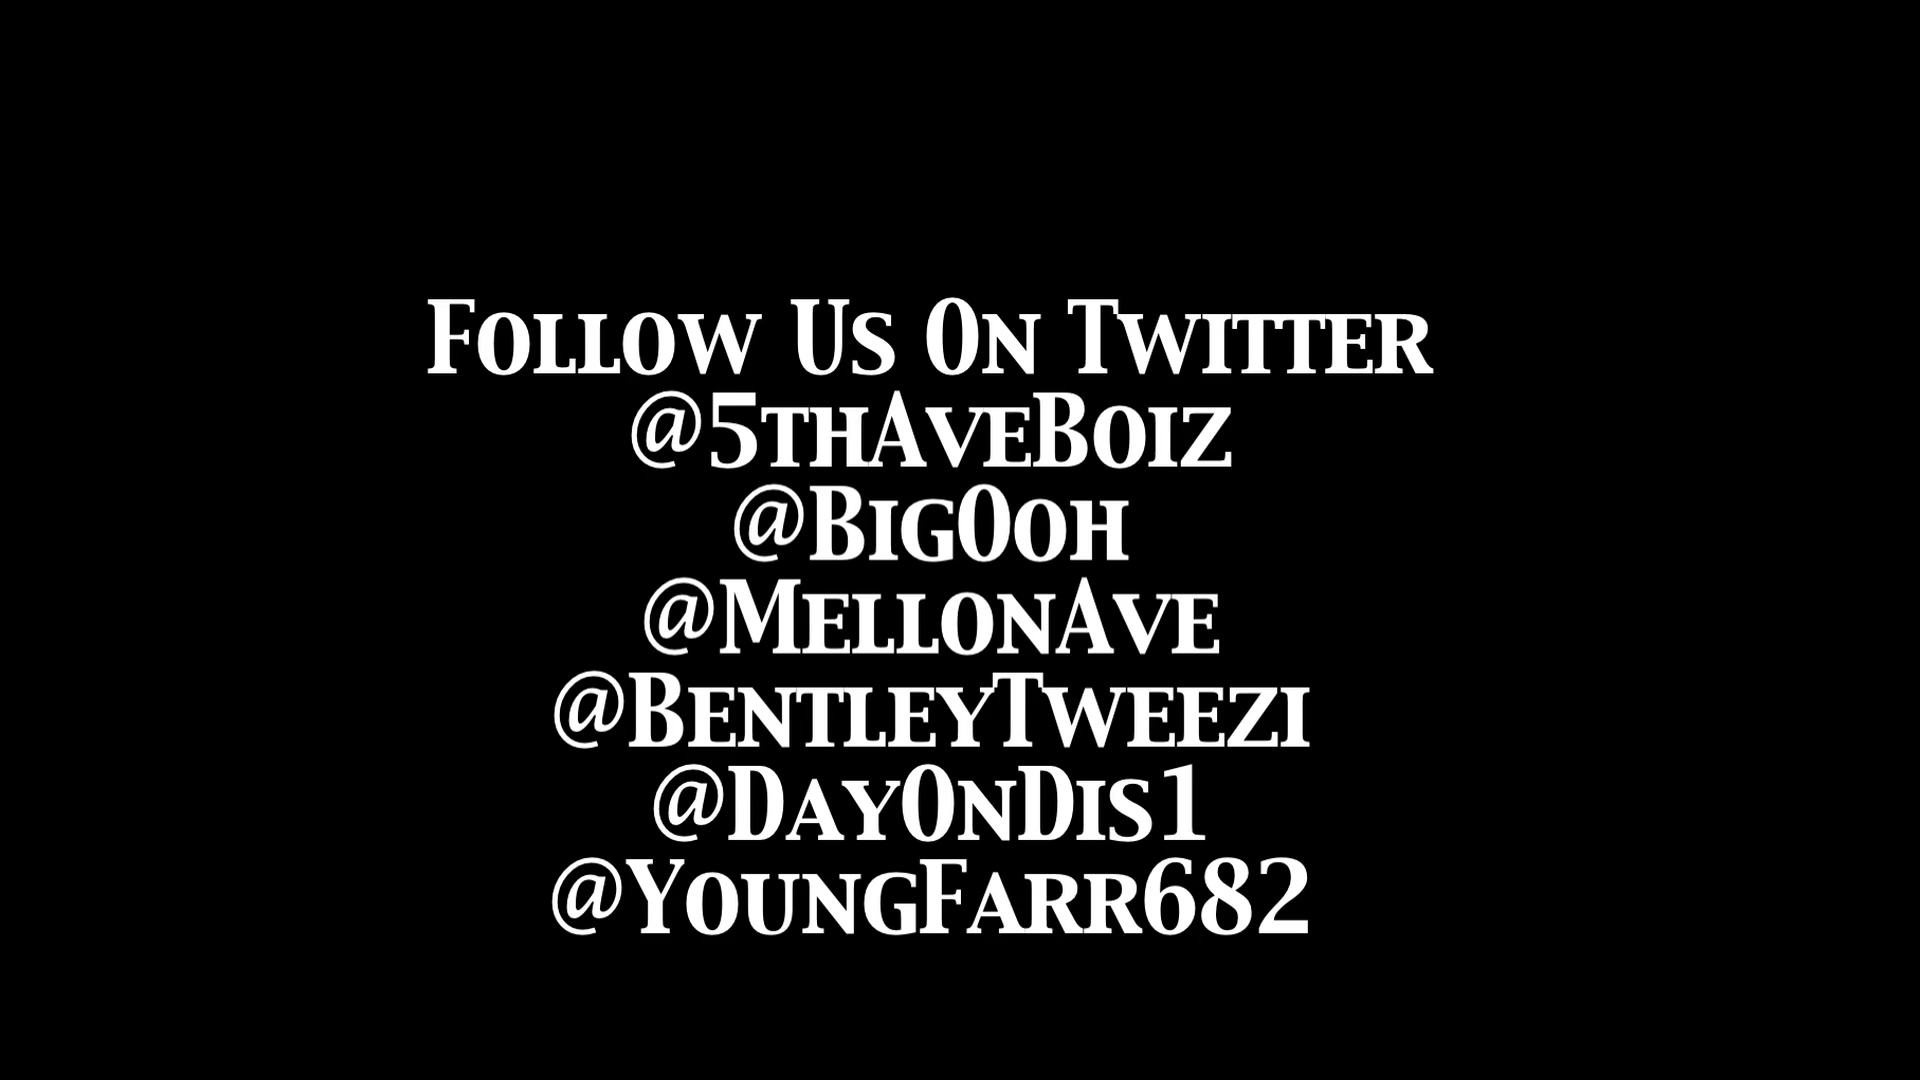 Follow Us On Twitter
@5thAveBoiz
@BigOoh
@MellonAve
@BentleyTweezi
@DayOnDis1
@YoungFarr682